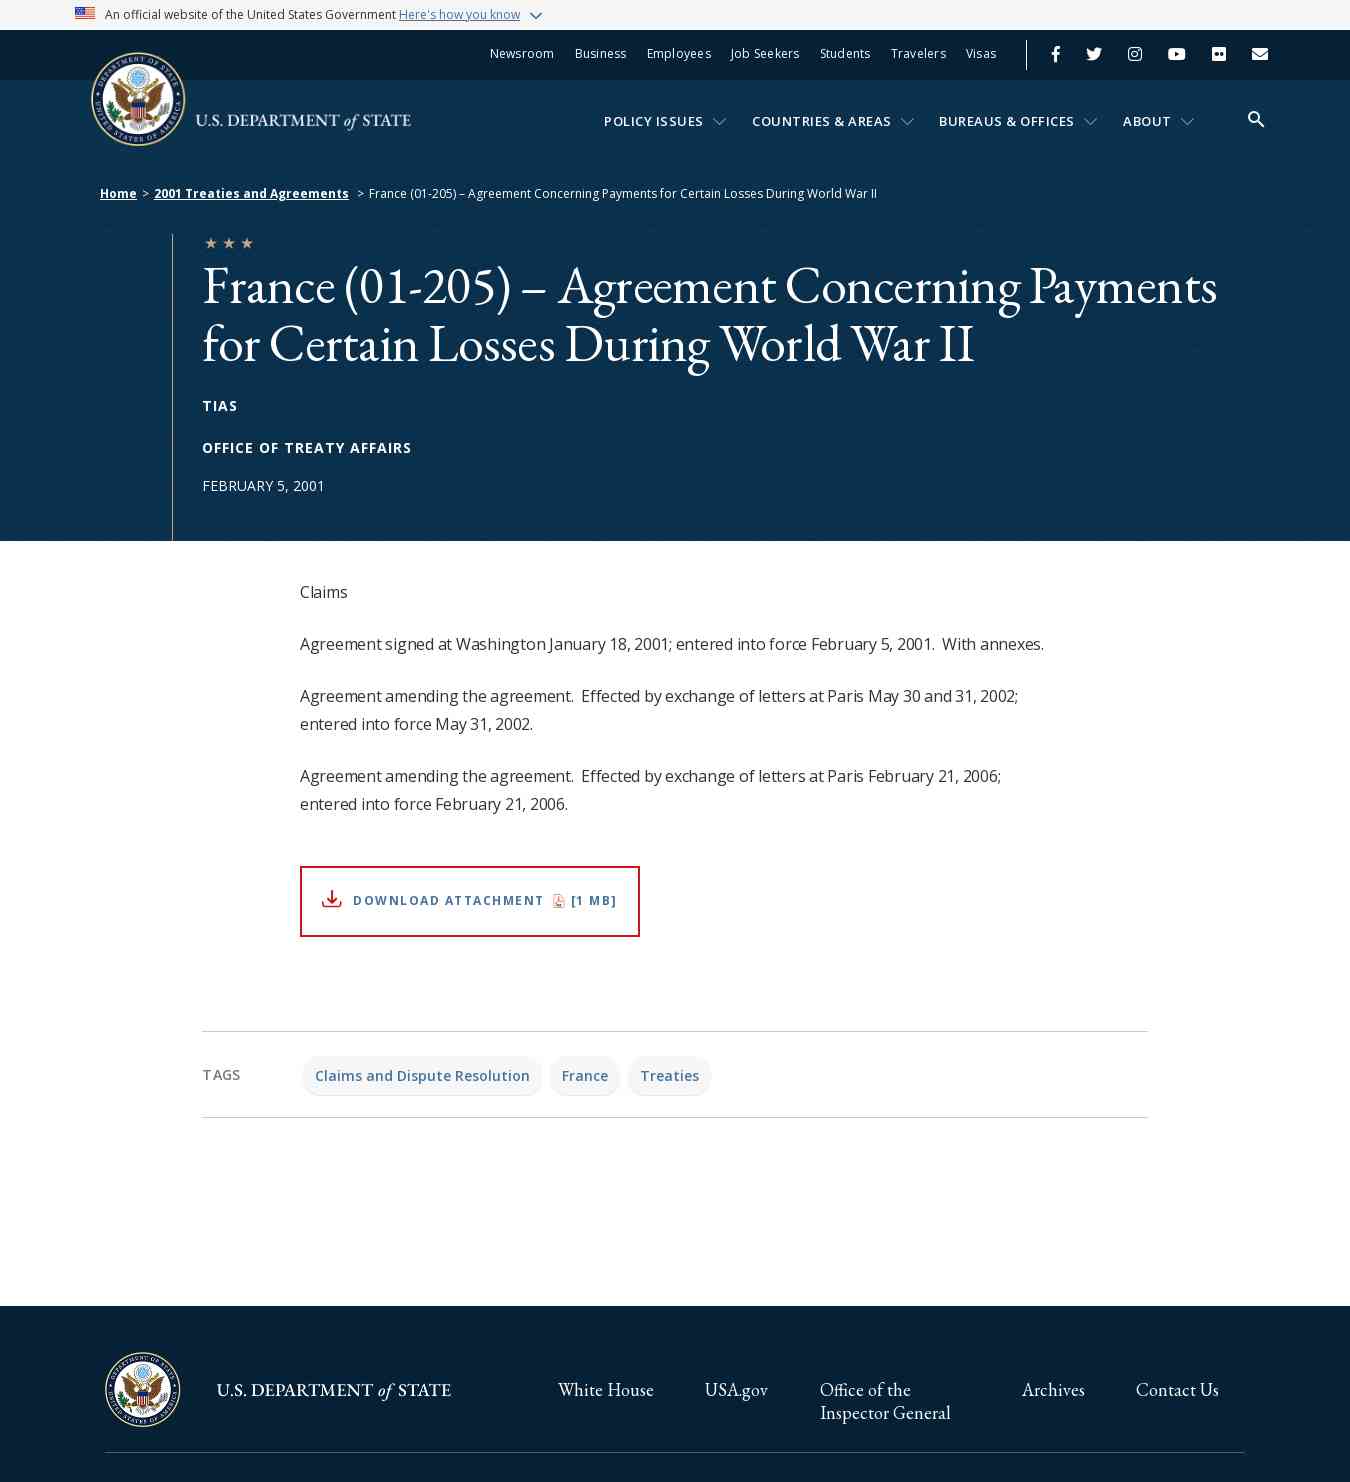 An official website of the United States Government Here's how you know
Newsroom Business Employees Job Seekers Students Travelers Visas
U.S. DEPARTMENT of STATE
POLICY ISSUES COUNTRIES & AREAS BUREAUS & OFFICES ABOUT
Home > 2001 Treaties and Agreements > France (01-205) – Agreement Concerning Payments for Certain Losses During World War II
France (01-205) – Agreement Concerning Payments
for Certain Losses During World War II
TIAS
OFFICE OF TREATY AFFAIRS
FEBRUARY 5, 2001
Claims
Agreement signed at Washington January 18, 2001; entered into force February 5, 2001.  With annexes.
Agreement amending the agreement.  Effected by exchange of letters at Paris May 30 and 31, 2002;
entered into force May 31, 2002.
Agreement amending the agreement.  Effected by exchange of letters at Paris February 21, 2006;
entered into force February 21, 2006.
DOWNLOAD ATTACHMENT [1 MB]
TAGS Claims and Dispute Resolution France Treaties
DEPARTMENT OF STATE
UNITED STATES OF AMERICA
U.S. DEPARTMENT of STATE
White House USA.gov Office of the
Inspector General
Archives Contact Us